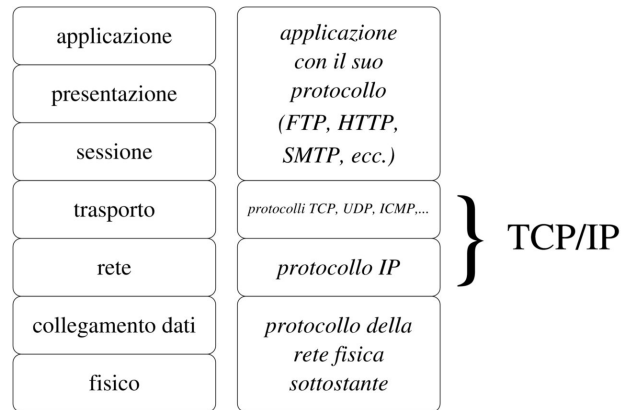 applicazione
presentazione
sessione
trasporto
rete
collegamento dati
fisico
applicazione
con il suo
protocollo
(FTP, HTTP,
SMTP, ecc.)
protocolli TCP, UDP, ICMP,...
protocollo IP
protocollo della
rete fisica
sottostante
TCP/IP